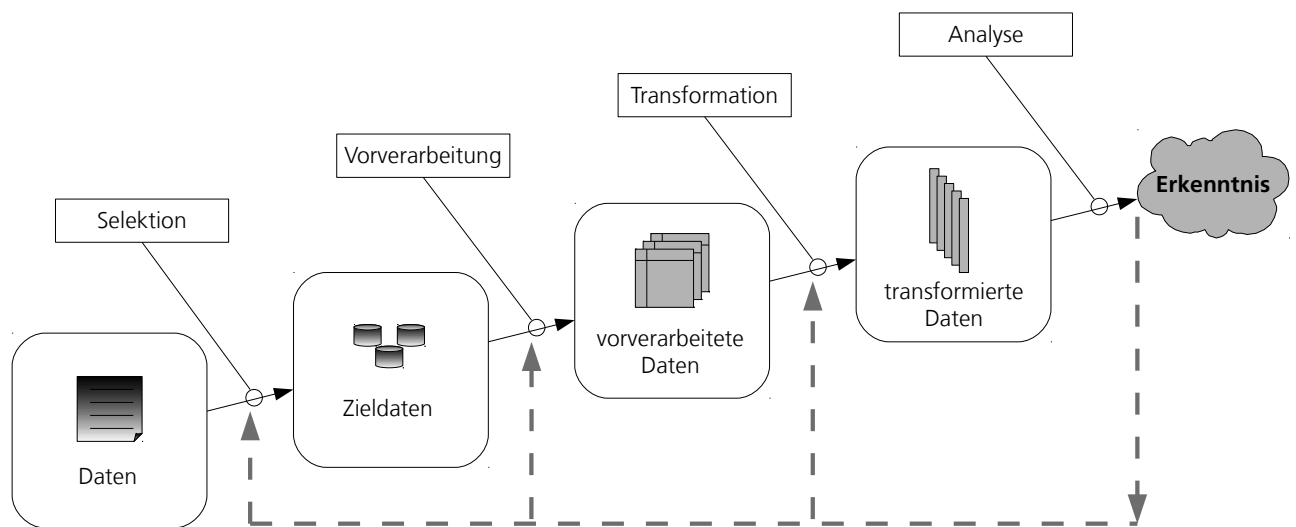 Analyse
Transformation
Vorverarbeitung
Erkenntnis
Selektion
transformierte
Daten
vorverarbeitete
Daten
Zieldaten
Daten